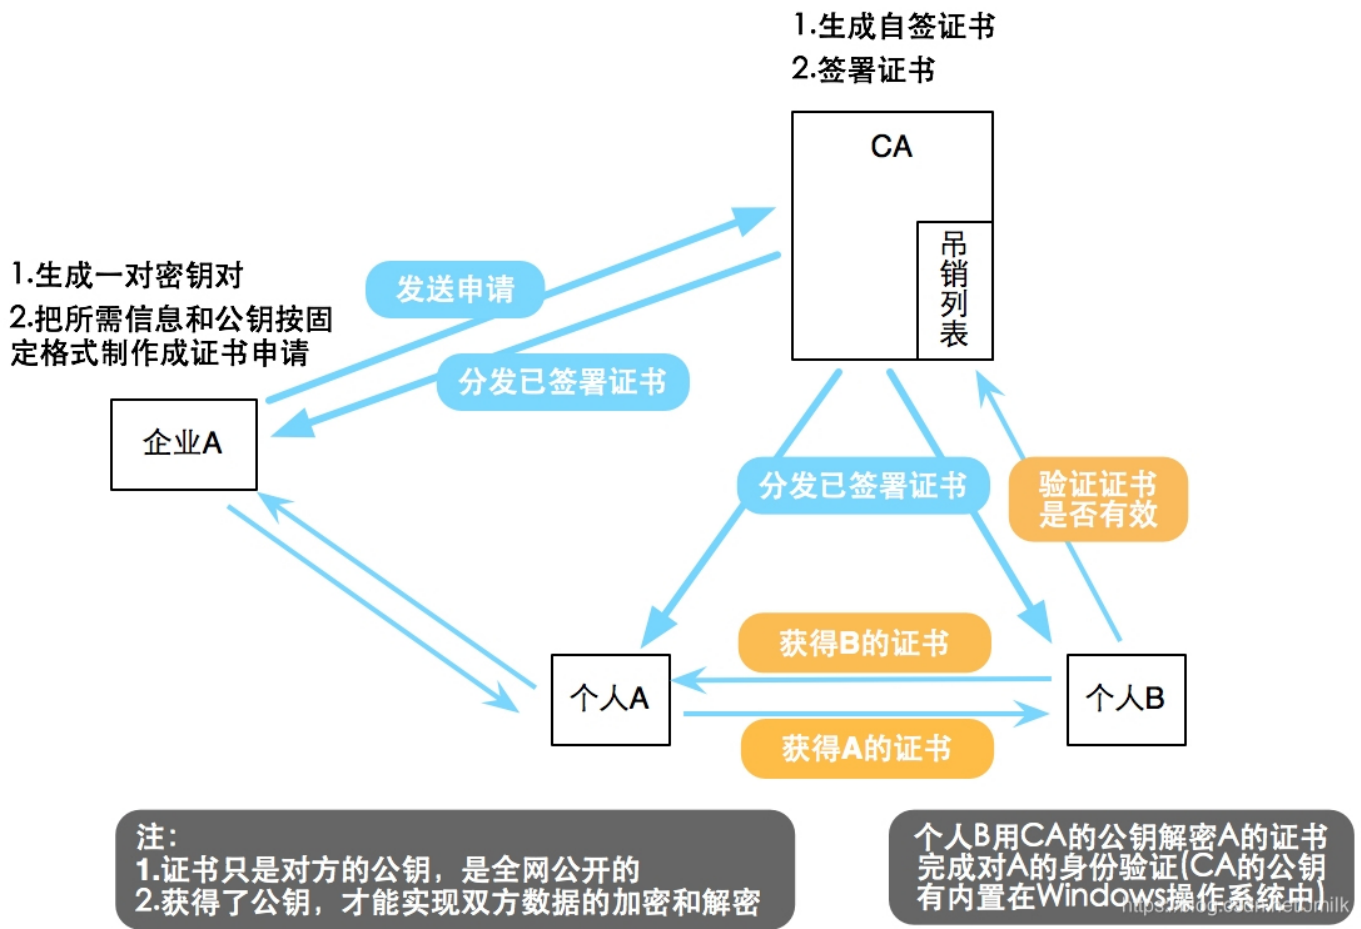 1.生成自签证书
2.签署证书
CA
吊
销
列
表
1.生成一对密钥对
2.把所需信息和公钥按固
定格式制作成证书申请
发送申请
分发已签署证书
企业A
分发已签署证书
验证证书
是否有效
获得B的证书
个人A
个人B
获得A的证书
注：
1.证书只是对方的公钥，是全网公开的
2.获得了公钥，才能实现双方数据的加密和解密
个人B用CA的公钥解密A的证书
完成对A的身份验证(CA的公钥
有内置在Windows操作系统中)